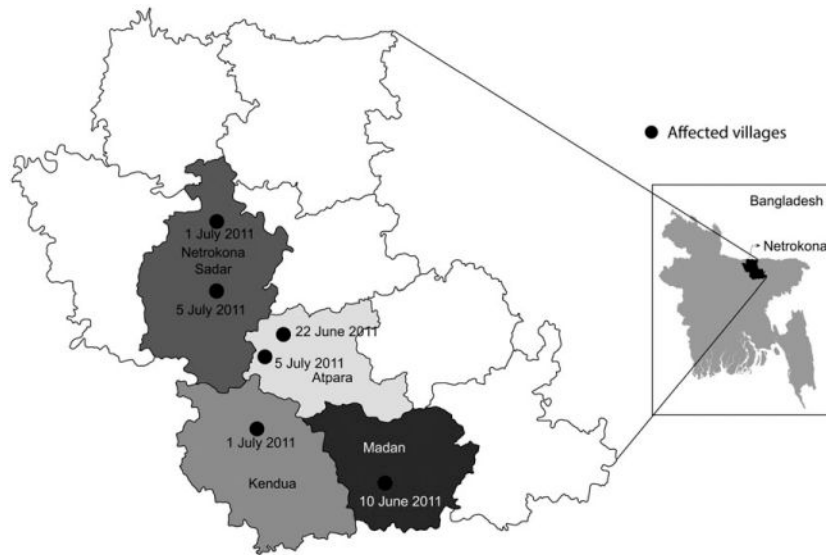 Affected villages
Bangladesh
Netrokona
1 July 2011
Netrokona
Sadar
5 July 2011
22 June 2011
5 July 2011
Atpara
1 July 2011
Kendua
Madan
10 June 2011